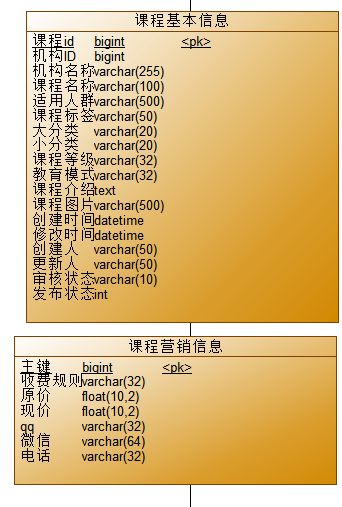 课程基本信息
课程id bigint <pk>
机构ID bigint
机构名称 varchar(255)
课程名称 varchar(100)
适用人群 varchar(500)
课程标签 varchar(50)
大分类 varchar(20)
小分类 varchar(20)
课程等级 varchar(32)
教育模式 varchar(32)
课程介绍 text
课程图片 varchar(500)
创建时间 datetime
修改时间 datetime
创建人 varchar(50)
更新人 varchar(50)
审核状态 varchar(10)
发布状态 int
课程营销信息
主键 bigint <pk>
收费规则 varchar(32)
原价 float(10,2)
现价 float(10,2)
qq varchar(32)
微信 varchar(64)
电话 varchar(32)